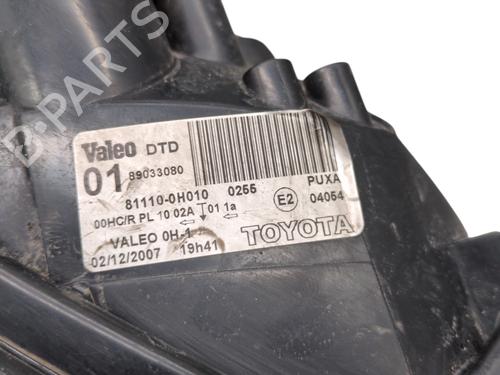 B-PARTS
Valeo DTD
01 89033080
PUXA
81110-0H010 0255
E2 04054
00HC/R PL 10 02A 01 1a
VALEO 0H-1
TOYOTA
02/12/2007 19h41